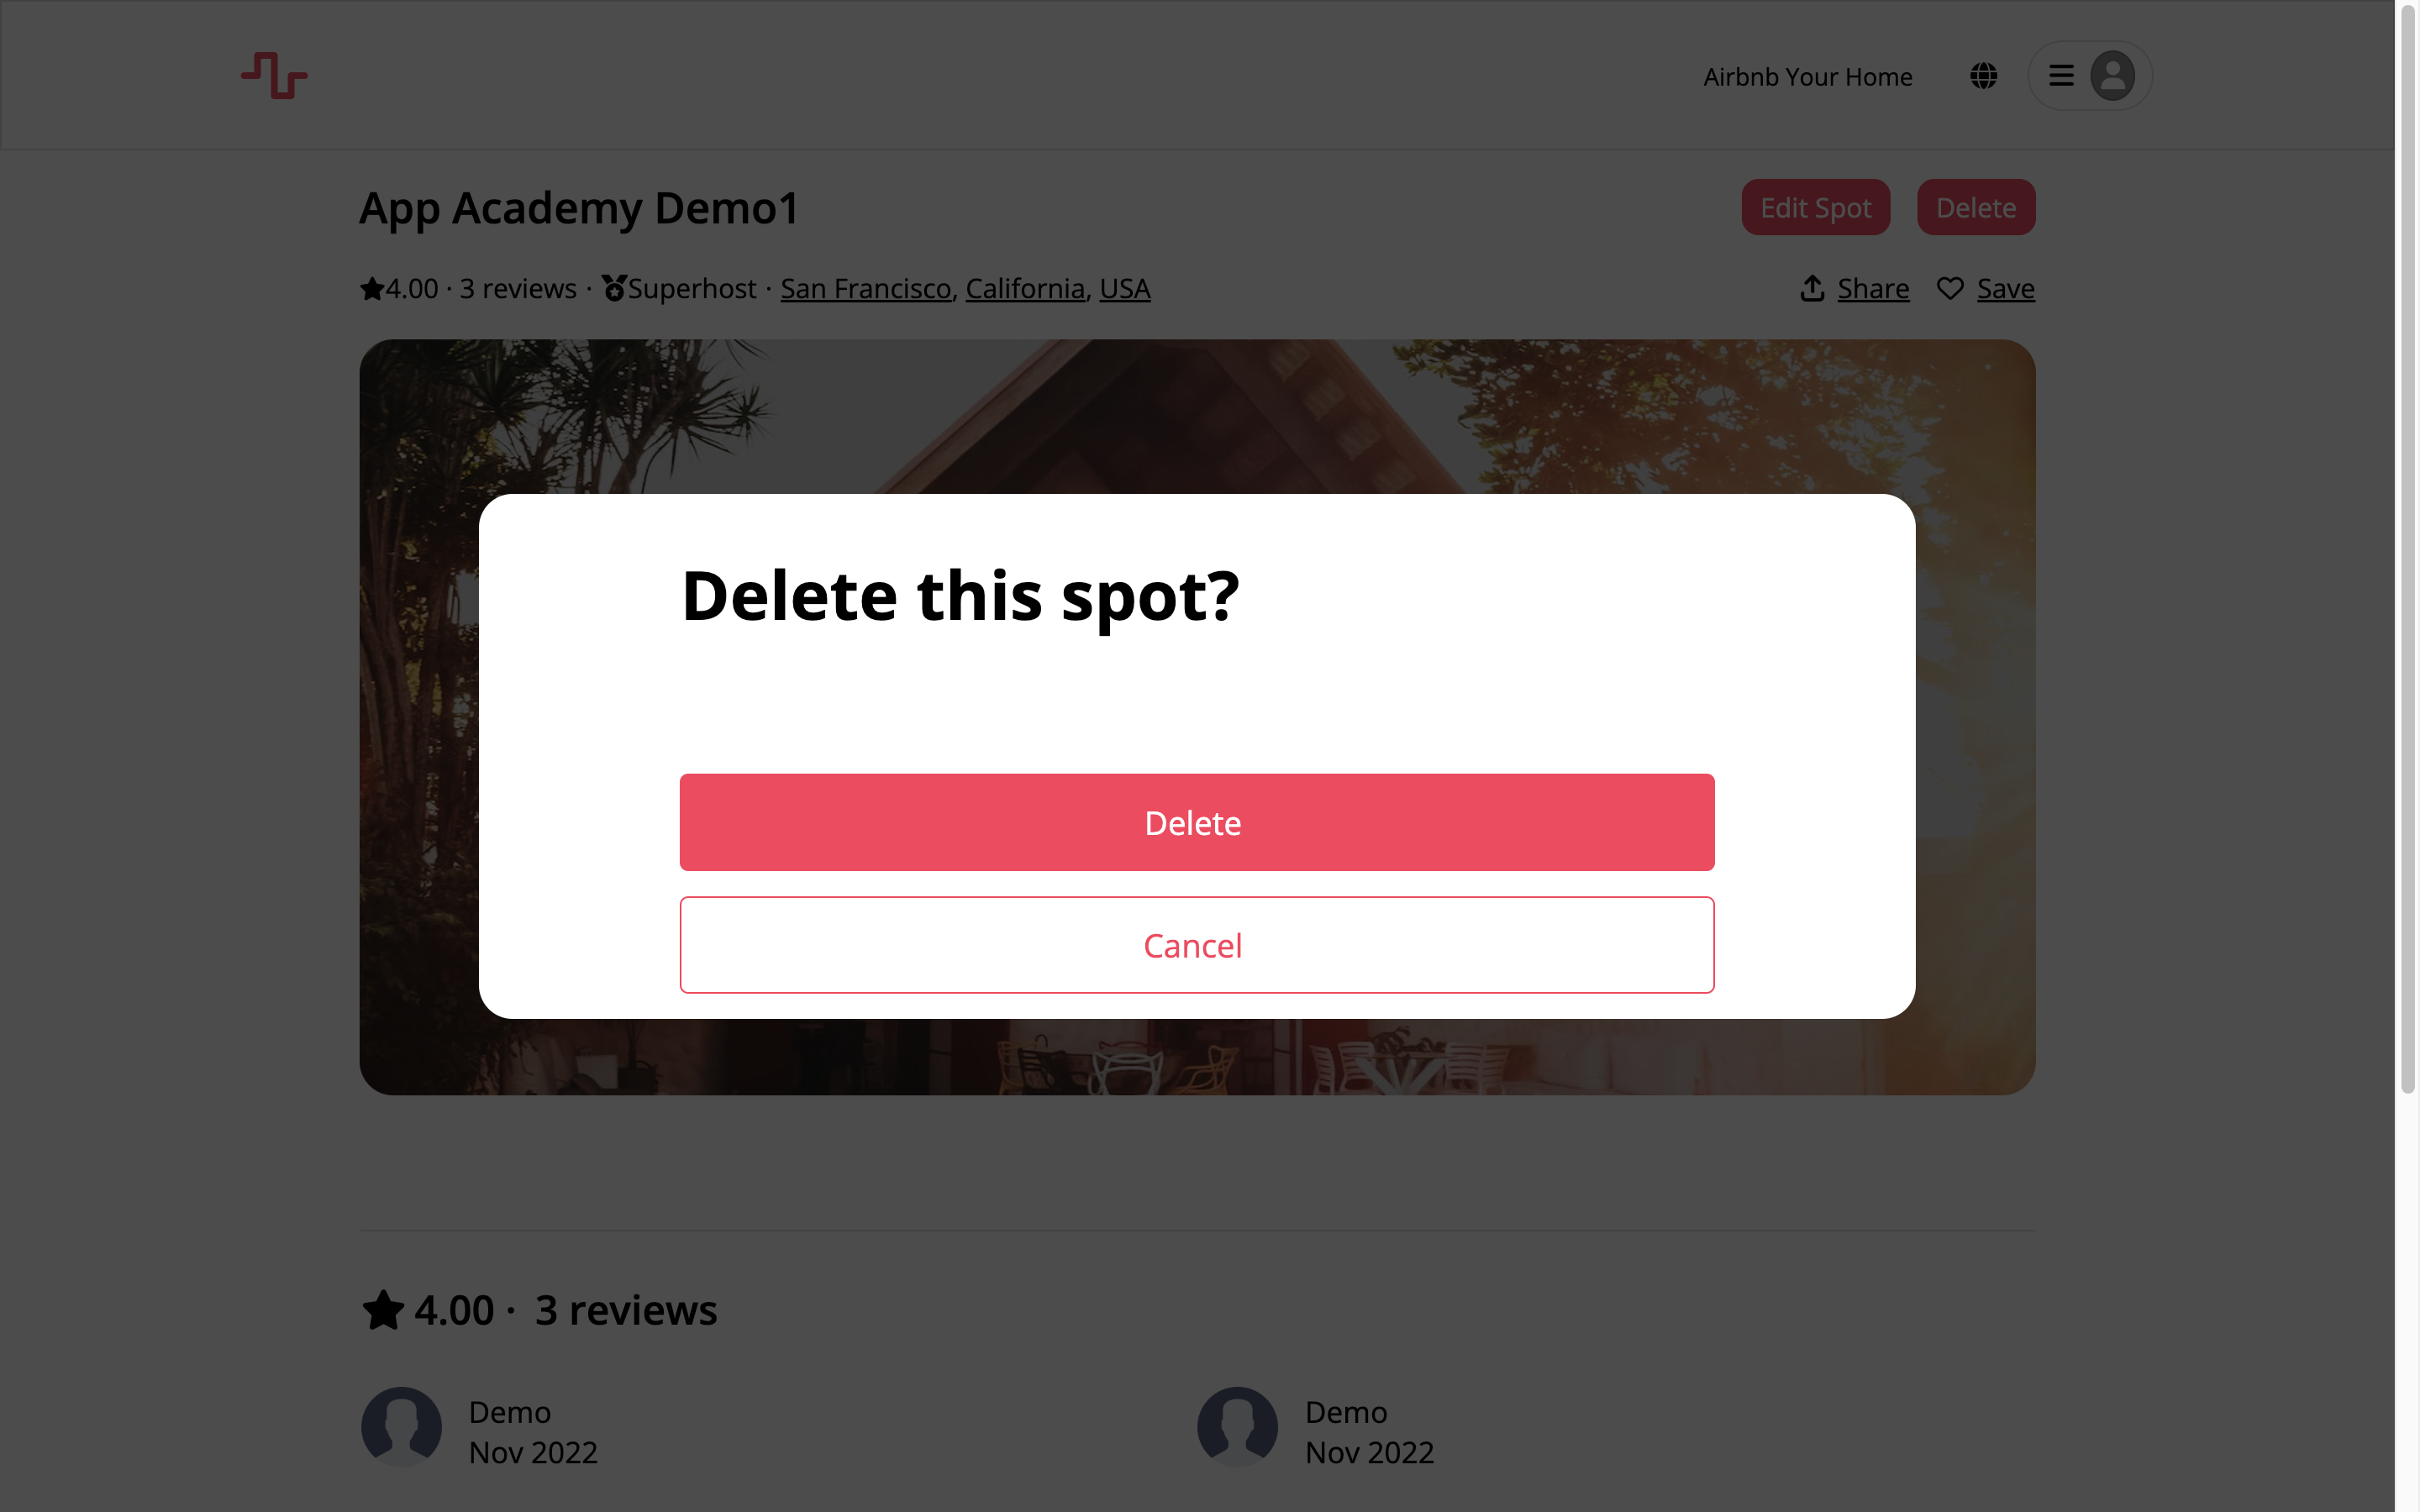 Airbnb Your Home
App Academy Demo1
Edit Spot
Delete
4.00 · 3 reviews · Superhost · San Francisco, California, USA
Share
Save
Delete this spot?
Delete
Cancel
4.00 · 3 reviews
Demo
Nov 2022
Demo
Nov 2022